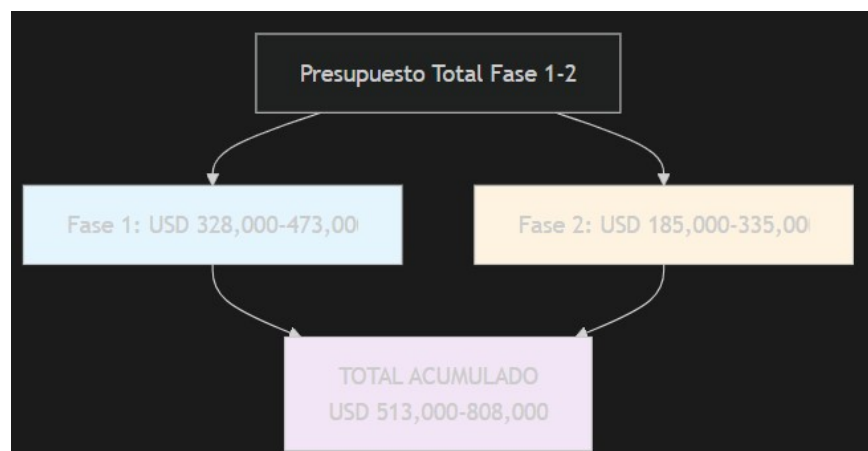 Presupuesto Total Fase 1-2
Fase 1: USD 328,000-473,00
Fase 2: USD 185,000-335,00
TOTAL ACUMULADO
USD 513,000-808,000